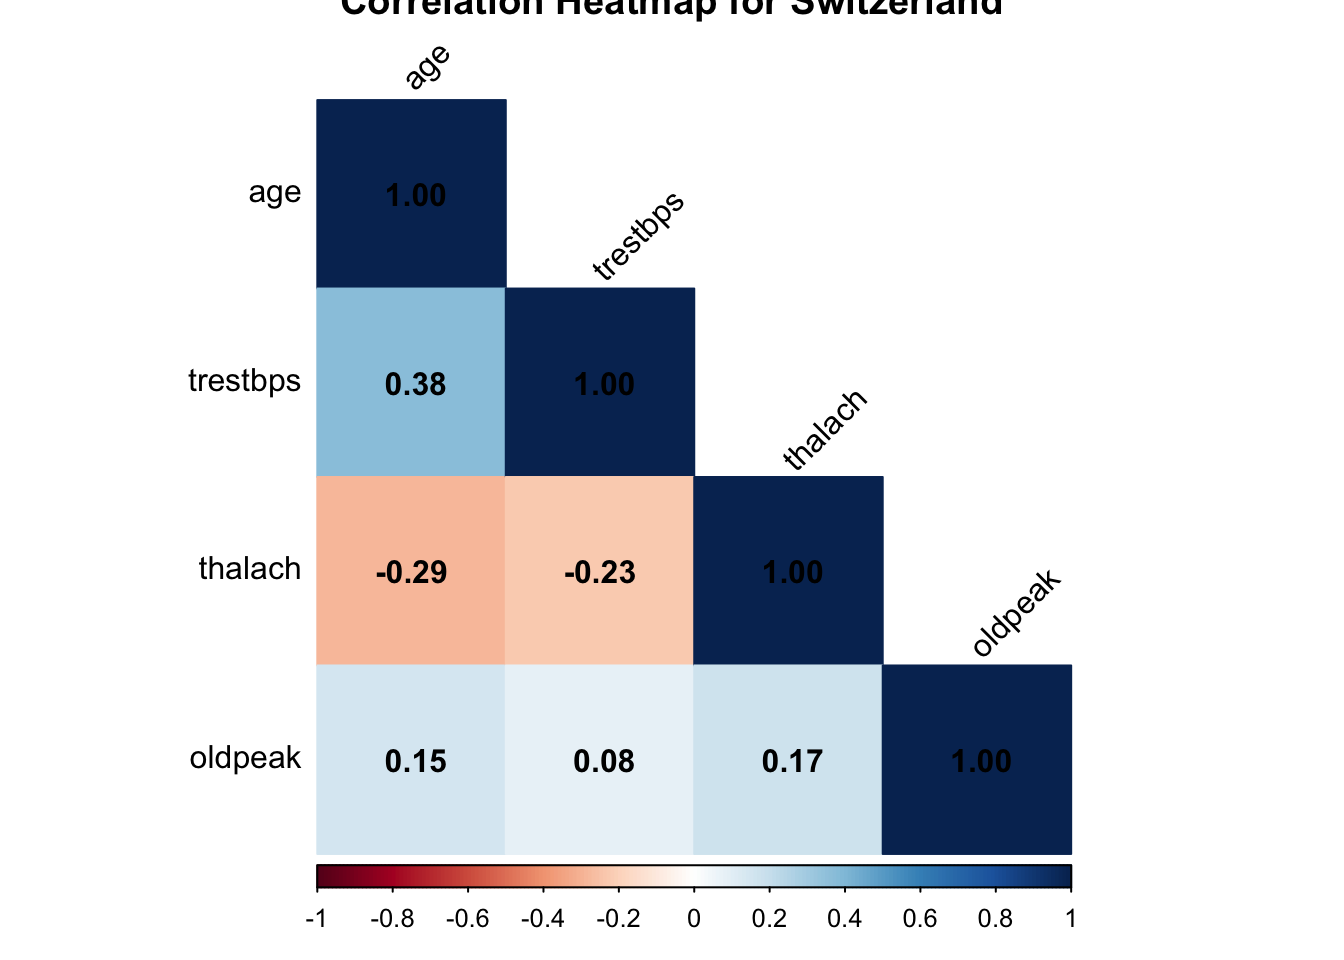 Correlation Heatmap for Switzerland
age
age 1.00
trestbps
trestbps 0.38 1.00
thalach
thalach -0.29 -0.23 1.00
oldpeak
oldpeak 0.15 0.08 0.17 1.00
-1 -0.8 -0.6 -0.4 -0.2 0 0.2 0.4 0.6 0.8 1